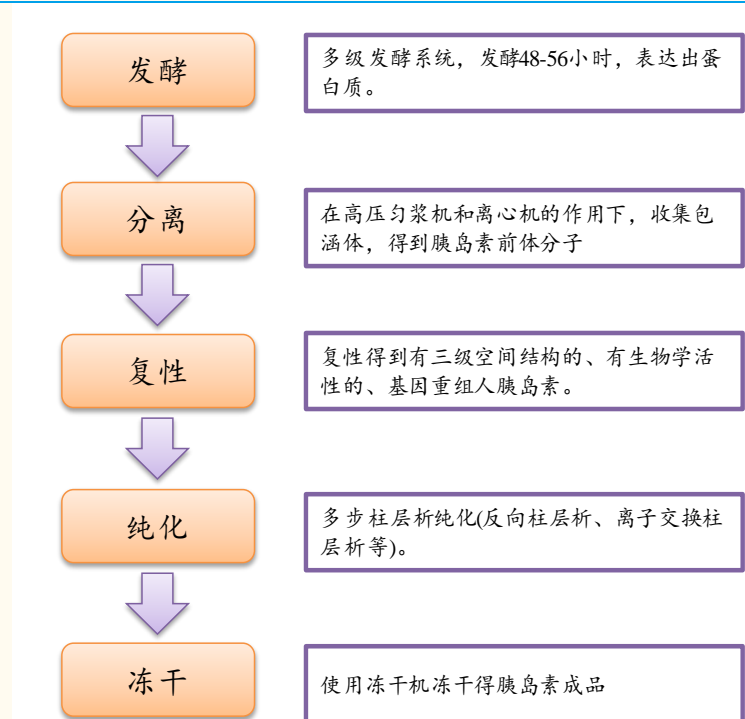 发酵
多级发酵系统，发酵48-56小时，表达出蛋
白质。
分离
在高压匀浆机和离心机的作用下，收集包
涵体，得到胰岛素前体分子
复性
复性得到有三级空间结构的、有生物学活
性的、基因重组人胰岛素。
纯化
多步柱层析纯化(反向柱层析、离子交换柱
层析等)。
冻干
使用冻干机冻干得胰岛素成品